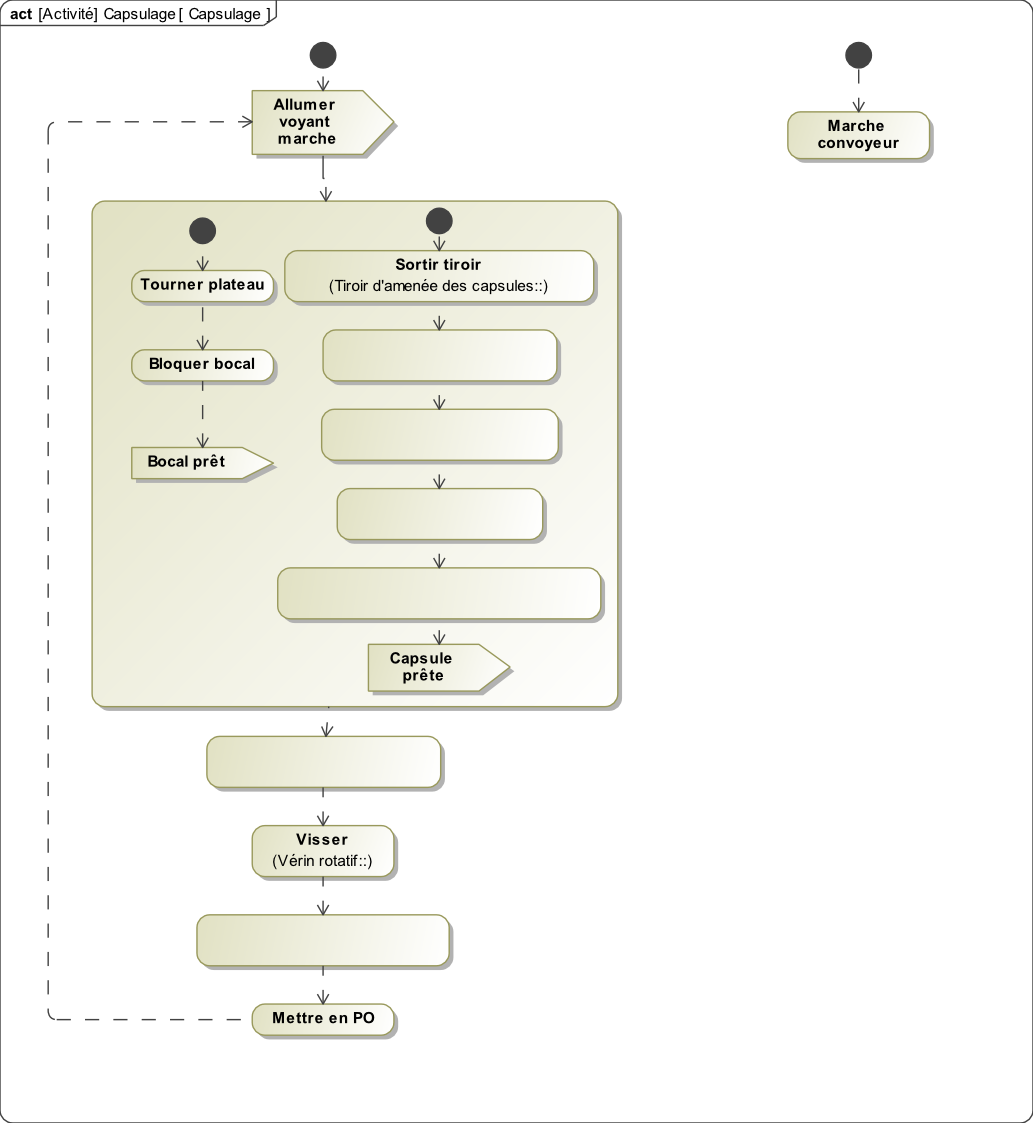 act [Activité] Capsulage [ Capsulage ]
Allumer
voyant
marche
Marche
convoyeur
Tourner plateau
Bloquer bocal
Bocal prêt
Sortir tiroir
(Tiroir d'amenée des capsules::)
Capsule
prête
Visser
(Vérin rotatif::)
Mettre en PO